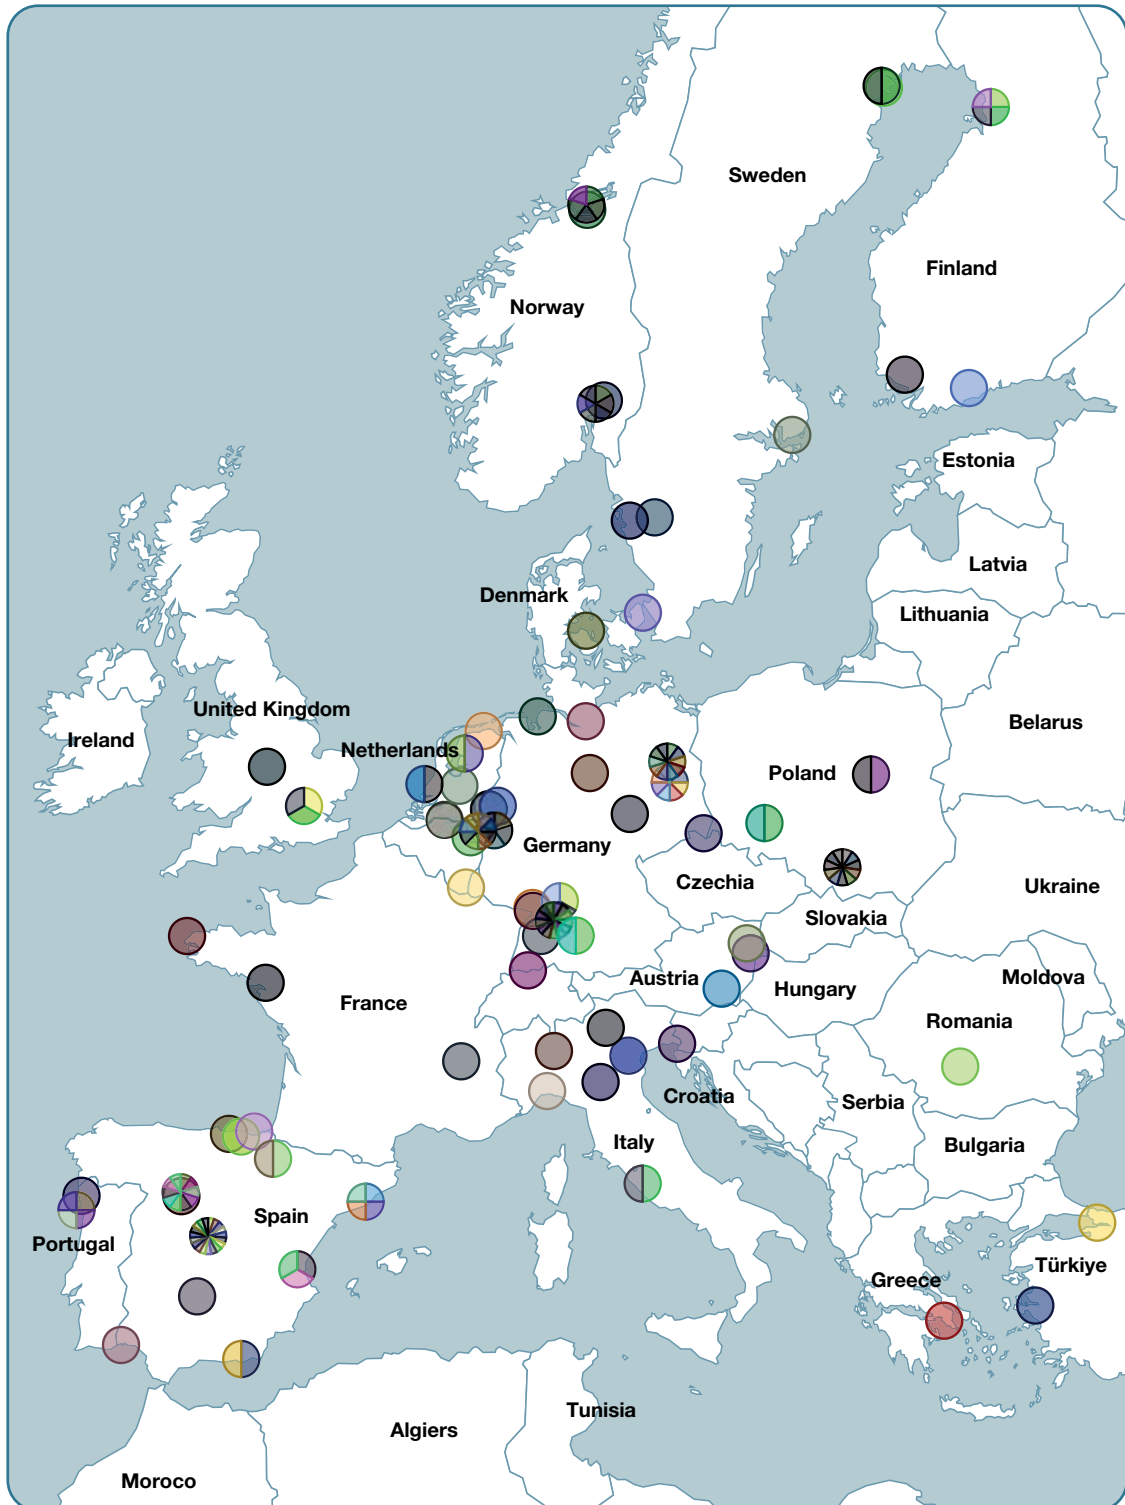 Sweden
Finland
Norway
Estonia
Latvia
Denmark
Lithuania
United Kingdom
Ireland
Belarus
Netherlands
Poland
Germany
Czechia
Ukraine
Slovakia
Austria
Moldova
Hungary
France
Romania
Croatia
Serbia
Italy
Bulgaria
Spain
Portugal
Türkiye
Greece
Tunisia
Algiers
Moroco